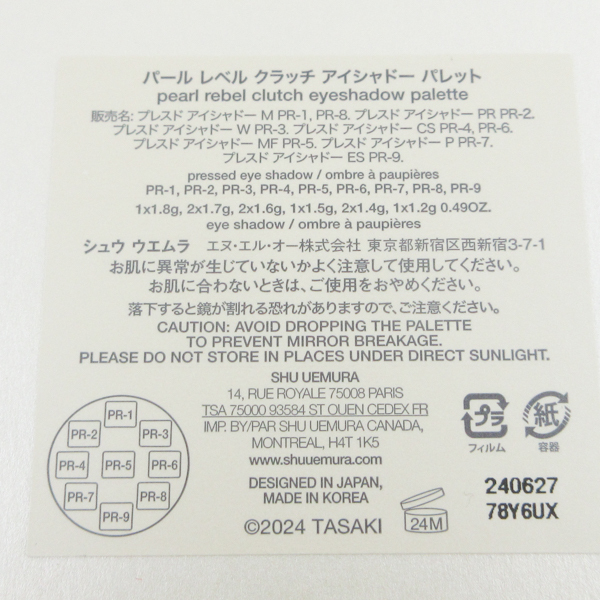 パール レベル クラッチ アイシャドー パレット
pearl rebel clutch eyeshadow palette
販売名: プレスド アイシャドー M PR-1, PR-8. プレスド アイシャドー PR PR-2.
プレスド アイシャドー W PR-3. プレスド アイシャドー CS PR-4, PR-6.
プレスド アイシャドー MF PR-5. プレスド アイシャドー P PR-7.
プレスド アイシャドー ES PR-9.
pressed eye shadow / ombre à paupières
PR-1, PR-2, PR-3, PR-4, PR-5, PR-6, PR-7, PR-8, PR-9
1x1.8g, 2x1.7g, 2x1.6g, 1x1.5g, 2x1.4g, 1x1.2g 0.49OZ.
eye shadow / ombre à paupières
シュウ ウエムラ エヌ・エル・オー株式会社 東京都新宿区西新宿3-7-1
お肌に異常が生じていないかよく注意して使用してください。
お肌に合わないときは、ご使用をおやめください。
落下すると鏡が割れる恐れがありますので、ご注意ください。
CAUTION: AVOID DROPPING THE PALETTE
TO PREVENT MIRROR BREAKAGE.
PLEASE DO NOT STORE IN PLACES UNDER DIRECT SUNLIGHT.
SHU UEMURA
14, RUE ROYALE 75008 PARIS
TSA 75000 93584 ST OUEN CEDEX FR
IMP. BY/PAR SHU UEMURA CANADA,
MONTREAL, H4T 1K5
www.shuuemura.com
DESIGNED IN JAPAN,
MADE IN KOREA
©2024 TASAKI
PR-1
PR-2
PR-3
PR-4
PR-5
PR-6
PR-7
PR-8
PR-9
24M
プラ
フィルム
紙
容器
240627
78Y6UX